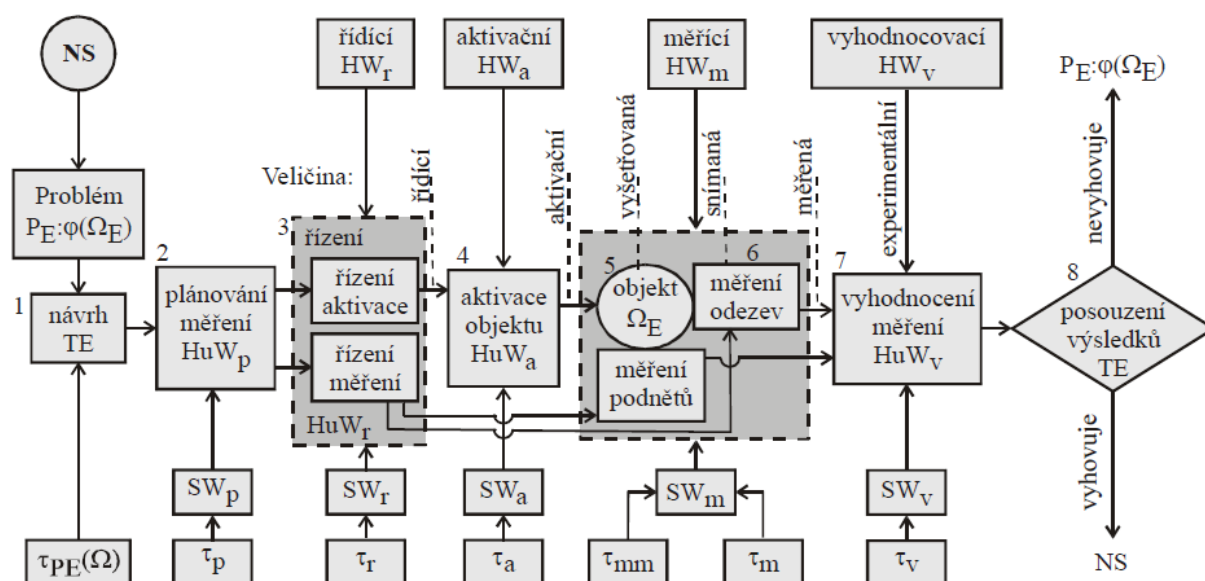 NS
řídící
HWr
aktivační
HWa
měřící
HWm
vyhodnocovací
HWv
PE:φ(ΩE)
Problém
PE:φ(ΩE)
Veličina:
řídící
aktivační
vyšetřovaná
snímaná
měřená
experimentální
nevyhovuje
1
návrh
TE
2
plánování
měření
HuWp
3
řízení
řízení
aktivace
řízení
měření
HuWr
4
aktivace
objektu
HuWa
5
objekt
ΩE
6
měření
odezev
měření
podnětů
7
vyhodnocení
měření
HuWv
8
posouzení
výsledků
TE
vyhovuje
SWp
SWr
SWa
SWm
SWv
τPE(Ω)
τp
τr
τa
τmm
τm
τv
NS